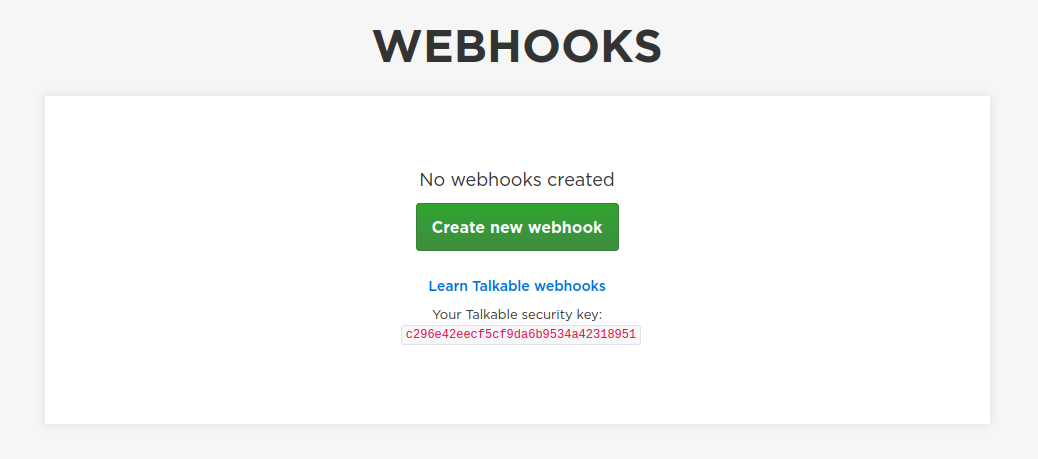 WEBHOOKS
No webhooks created
Create new webhook
Learn Talkable webhooks
Your Talkable security key:
c296e42eecf5cf9da6b9534a42318951